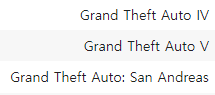 Grand Theft Auto IV
Grand Theft Auto V
Grand Theft Auto: San Andreas